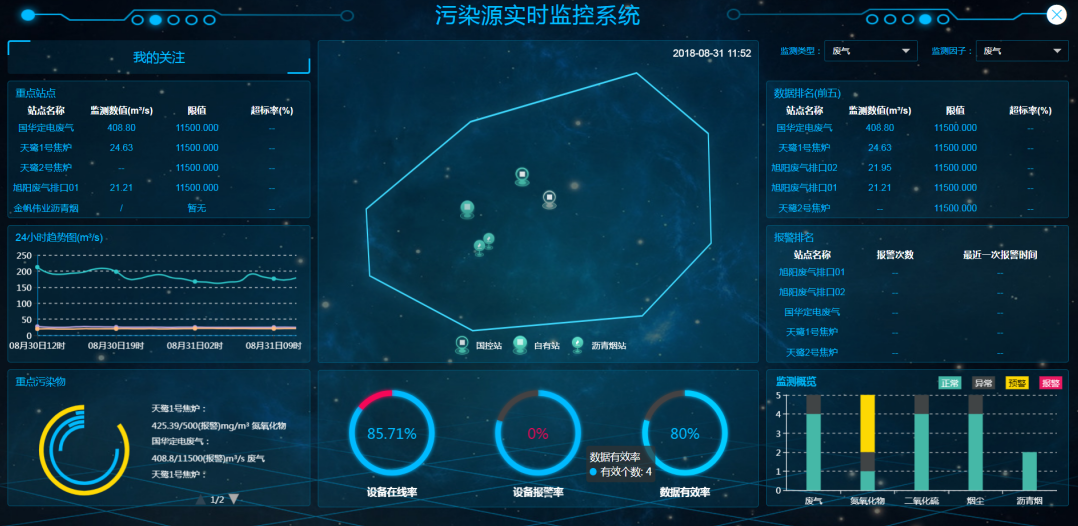 污染源实时监控系统
我的关注
2018-08-31 11:52
监测类型： 废气 监测因子： 废气
重点站点
站点名称 监测数值(m³/s) 限值 超标率(%)
国华定电废气 408.80 11500.000 --
天鹭1号焦炉 24.63 11500.000 --
天鹭2号焦炉 -- 11500.000 --
旭阳废气排口01 21.21 11500.000 --
金帆伟业沥青烟 / 暂无 --
数据排名(前五)
站点名称 监测数值(m³/s) 限值 超标率(%)
国华定电废气 408.80 11500.000 --
天鹭1号焦炉 24.63 11500.000 --
旭阳废气排口02 21.95 11500.000 --
旭阳废气排口01 21.21 11500.000 --
天鹭2号焦炉 -- 11500.000 --
24小时趋势图(m³/s)
250
200
150
100
50
0
08月30日12时 08月30日19时 08月31日02时 08月31日09时
国控站 自有站 沥青烟站
报警排名
站点名称 报警次数 最近一次报警时间
旭阳废气排口01 -- --
旭阳废气排口02 -- --
国华定电废气 -- --
天鹭1号焦炉 -- --
天鹭2号焦炉 -- --
重点污染物
天鹭1号焦炉：
425.39/500(报警)mg/m³ 氮氧化物
国华定电废气：
408.8/11500(报警)m³/s 废气
天鹭1号焦炉：
1/2
85.71% 0% 80%
数据有效率
有效个数: 4
设备在线率 设备报警率 数据有效率
监测概览
正常 异常 预警 报警
5
4
3
2
1
0
废气 氮氧化物 二氧化硫 烟尘 沥青烟